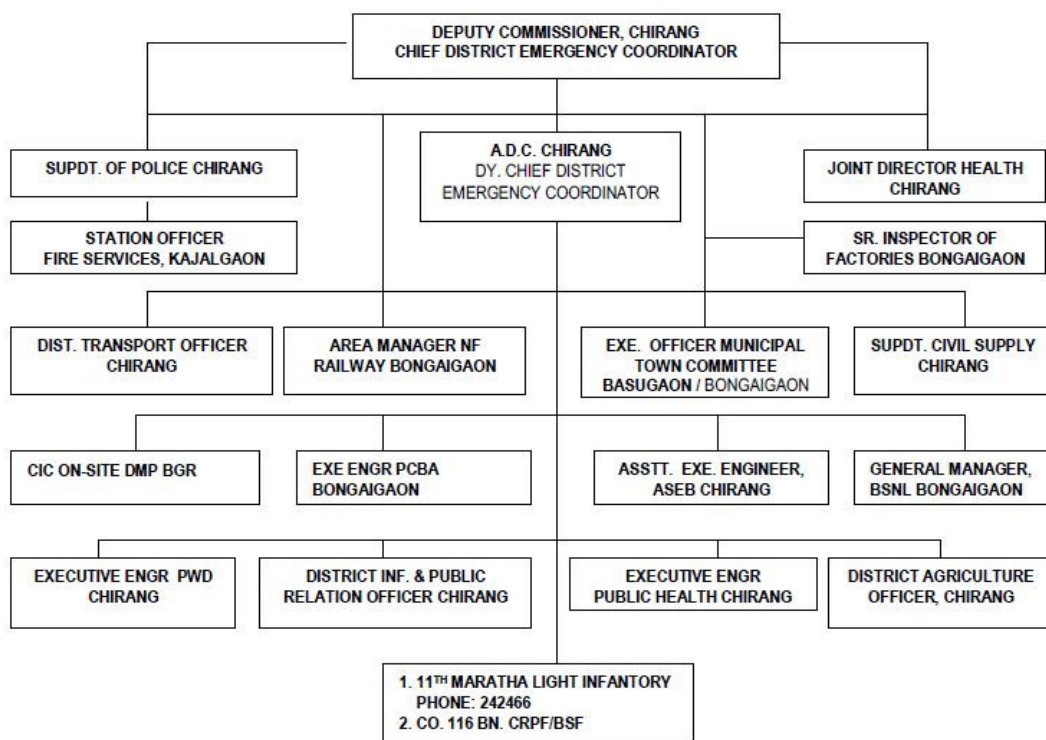 DEPUTY COMMISSIONER, CHIRANG
CHIEF DISTRICT EMERGENCY COORDINATOR
SUPDT. OF POLICE CHIRANG
A.D.C. CHIRANG
DY. CHIEF DISTRICT
EMERGENCY COORDINATOR
JOINT DIRECTOR HEALTH
CHIRANG
STATION OFFICER
FIRE SERVICES, KAJALGAON
SR. INSPECTOR OF
FACTORIES BONGAIGAON
DIST. TRANSPORT OFFICER
CHIRANG
AREA MANAGER NF
RAILWAY BONGAIGAON
EXE. OFFICER MUNICIPAL
TOWN COMMITTEE
BASUGAON / BONGAIGAON
SUPDT. CIVIL SUPPLY
CHIRANG
CIC ON-SITE DMP BGR
EXE ENGR PCBA
BONGAIGAON
ASSTT. EXE. ENGINEER,
ASEB CHIRANG
GENERAL MANAGER,
BSNL BONGAIGAON
EXECUTIVE ENGR PWD
CHIRANG
DISTRICT INF. & PUBLIC
RELATION OFFICER CHIRANG
EXECUTIVE ENGR
PUBLIC HEALTH CHIRANG
DISTRICT AGRICULTURE
OFFICER, CHIRANG
1. 11TH MARATHA LIGHT INFANTORY
PHONE: 242466
2. CO. 116 BN. CRPF/BSF